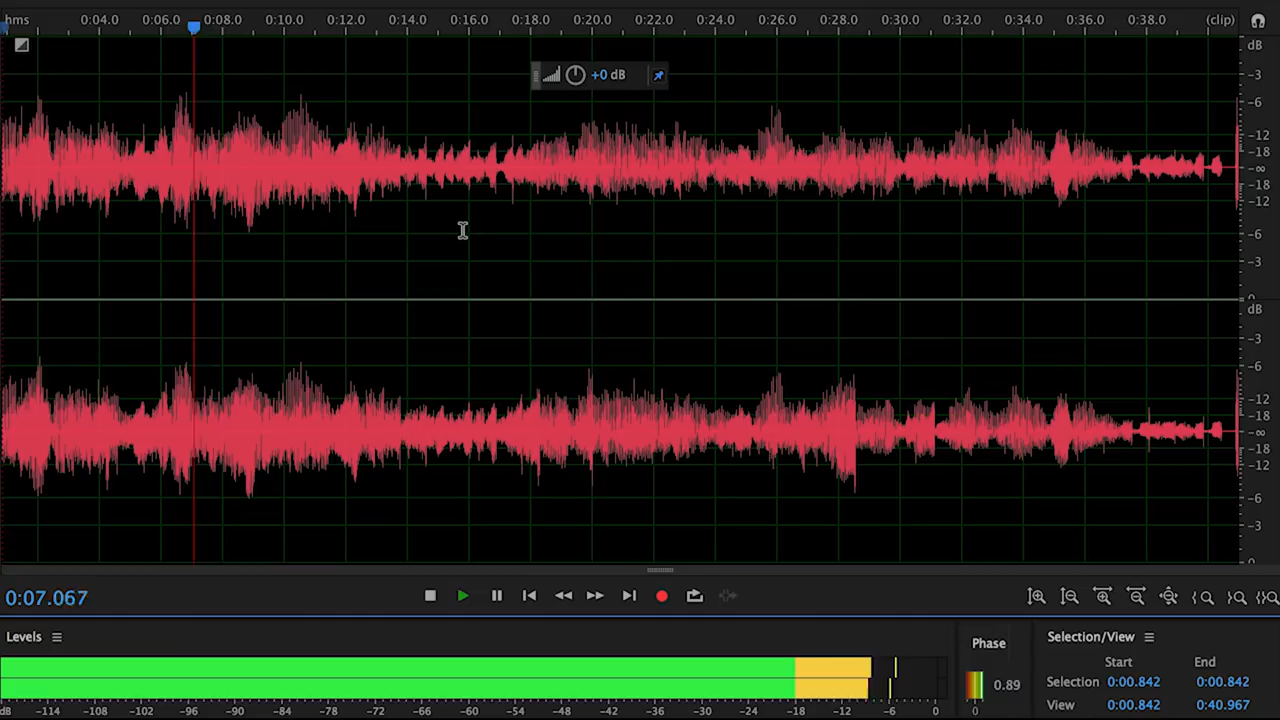 hms 0:04.0 0:06.0 0:08.0 0:10.0 0:12.0 0:14.0 0:16.0 0:18.0 0:20.0 0:22.0 0:24.0 0:26.0 0:28.0 0:30.0 0:32.0 0:34.0 0:36.0 0:38.0 (clip)
dB
+0 dB
-3
-6
-12
-18
-∞
-18
-12
-6
-3
dB
-3
-6
-12
-18
-∞
-18
-12
-6
-3
0:07.067
Levels
Phase
Selection/View
Start End
0.89
Selection 0:00.842 0:00.842
View 0:00.842 0:40.967
dB -114 -108 -102 -96 -90 -84 -78 -72 -66 -60 -54 -48 -42 -36 -30 -24 -18 -12 -6 0 0